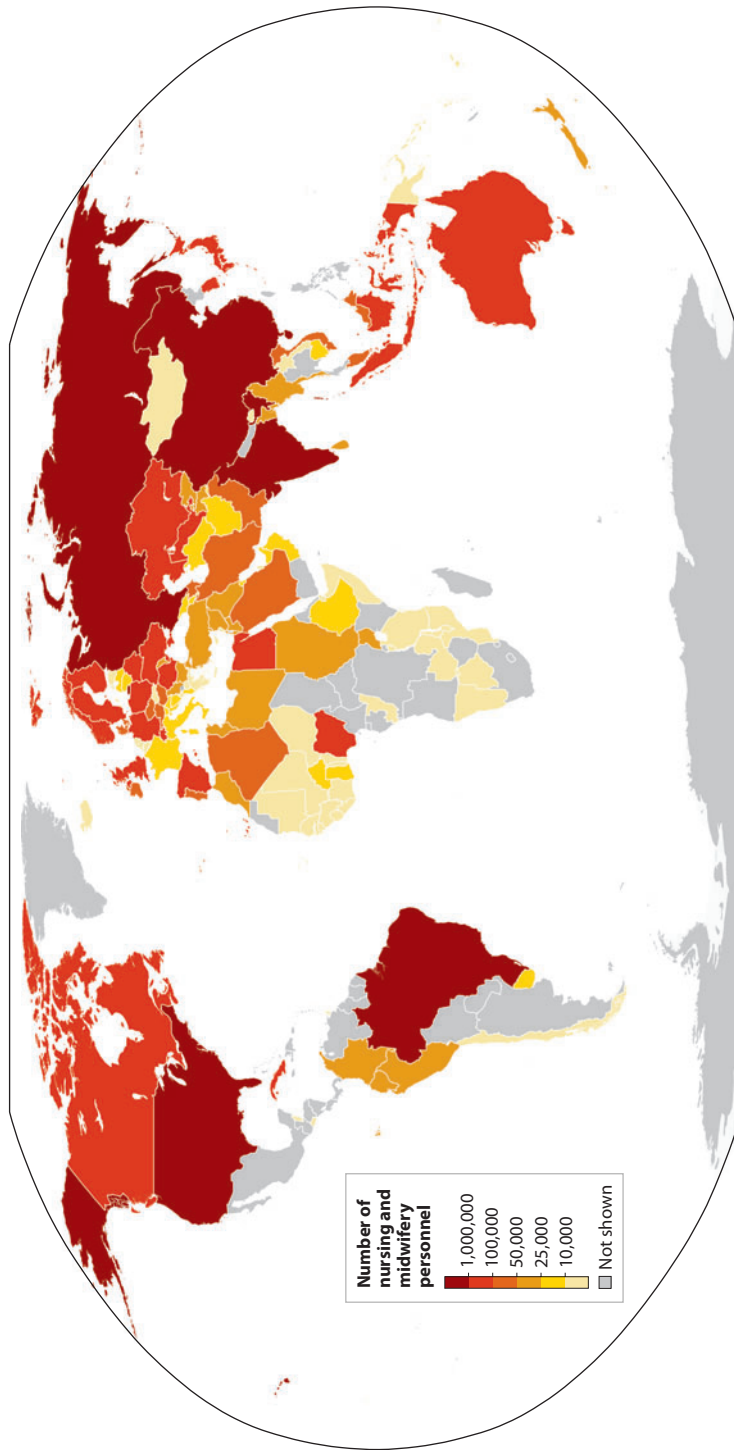 Number of
nursing and
midwifery
personnel
1,000,000
100,000
50,000
25,000
10,000
Not shown